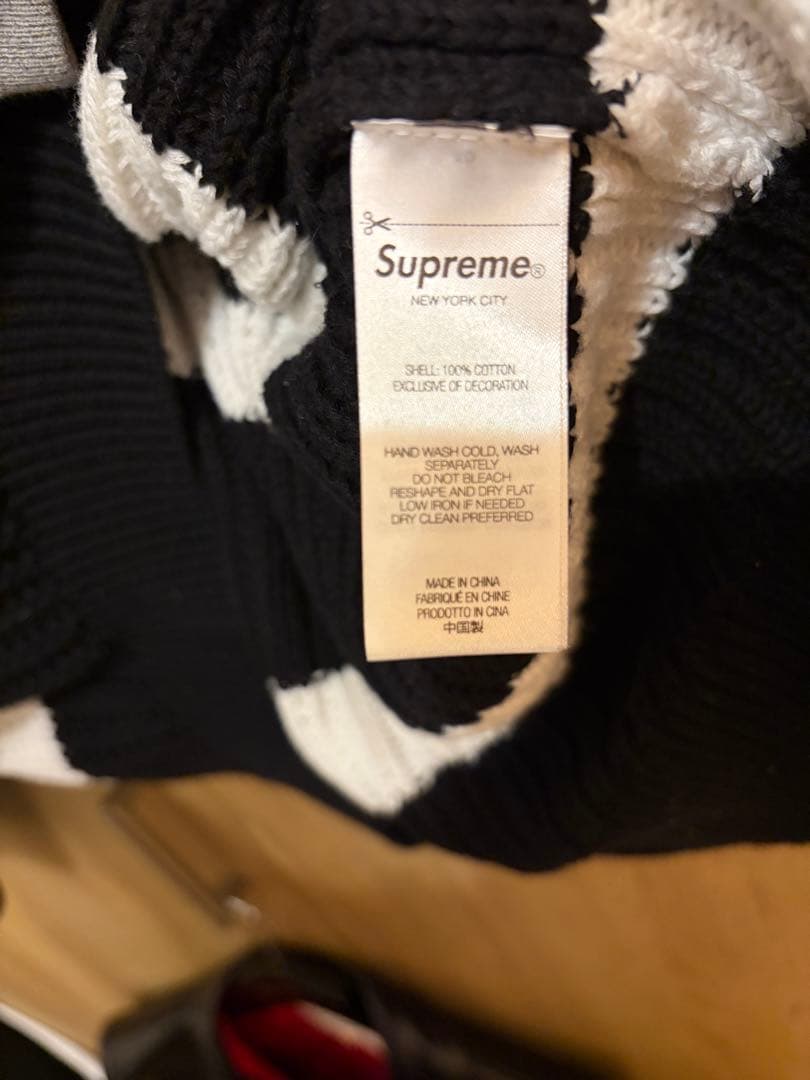 Supreme®
NEW YORK CITY
SHELL: 100% COTTON
EXCLUSIVE OF DECORATION
HAND WASH COLD, WASH
SEPARATELY
DO NOT BLEACH
RESHAPE AND DRY FLAT
LOW IRON IF NEEDED
DRY CLEAN PREFERRED
MADE IN CHINA
FABRIQUÉ EN CHINE
PRODOTTO IN CINA
中国製